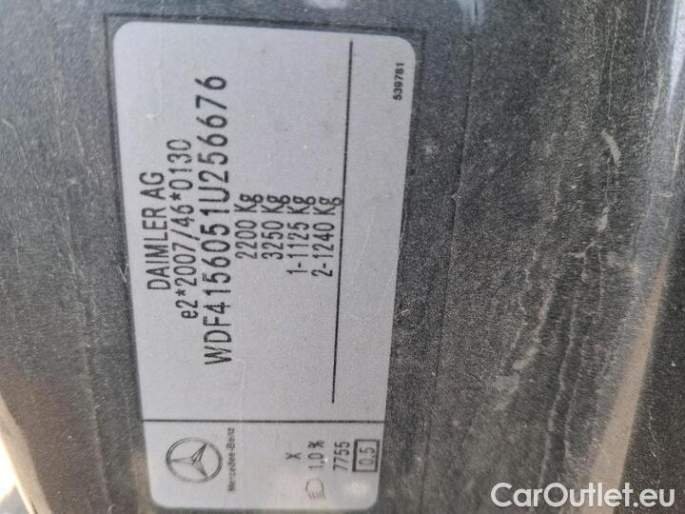 DAIMLER AG
e2*2007/46*0130
WDF4156051U256676
2200 Kg
3250 Kg
1-1125 Kg
2-1240 Kg
Mercedes-Benz
X
1,0 %
7755
0,5
539781
CarOutlet.eu